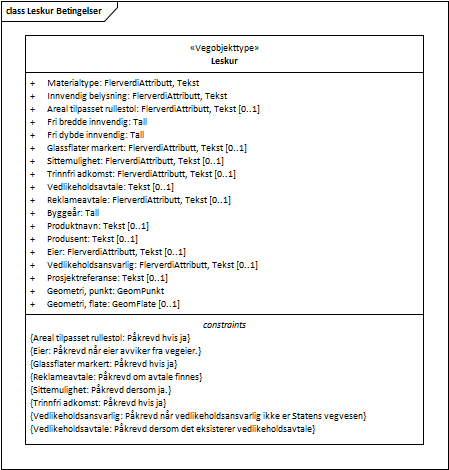 class Leskur Betingelser
«Vegobjekttype»
Leskur
+ Materialtype: FlerverdiAttributt, Tekst
+ Innvendig belysning: FlerverdiAttributt, Tekst
+ Areal tilpasset rullestol: FlerverdiAttributt, Tekst [0..1]
+ Fri bredde innvendig: Tall
+ Fri dybde innvendig: Tall
+ Glassflater markert: FlerverdiAttributt, Tekst [0..1]
+ Sittemulighet: FlerverdiAttributt, Tekst [0..1]
+ Trinnfri adkomst: FlerverdiAttributt, Tekst [0..1]
+ Vedlikeholdsavtale: Tekst [0..1]
+ Reklameavtale: FlerverdiAttributt, Tekst [0..1]
+ Byggeår: Tall
+ Produktnavn: Tekst [0..1]
+ Produsent: Tekst [0..1]
+ Eier: FlerverdiAttributt, Tekst [0..1]
+ Vedlikeholdsansvarlig: FlerverdiAttributt, Tekst [0..1]
+ Prosjektreferanse: Tekst [0..1]
+ Geometri, punkt: GeomPunkt
+ Geometri, flate: GeomFlate [0..1]
constraints
{Areal tilpasset rullestol: Påkrevd hvis ja}
{Eier: Påkrevd når eier avviker fra vegeier.}
{Glassflater markert: Påkrevd hvis ja}
{Reklameavtale: Påkrevd om avtale finnes}
{Sittemulighet: Påkrevd dersom ja.}
{Trinnfri adkomst: Påkrevd hvis ja}
{Vedlikeholdsansvarlig: Påkrevd når vedlikeholdsansvarlig ikke er Statens vegvesen}
{Vedlikeholdsavtale: Påkrevd dersom det eksisterer vedlikeholdsavtale}